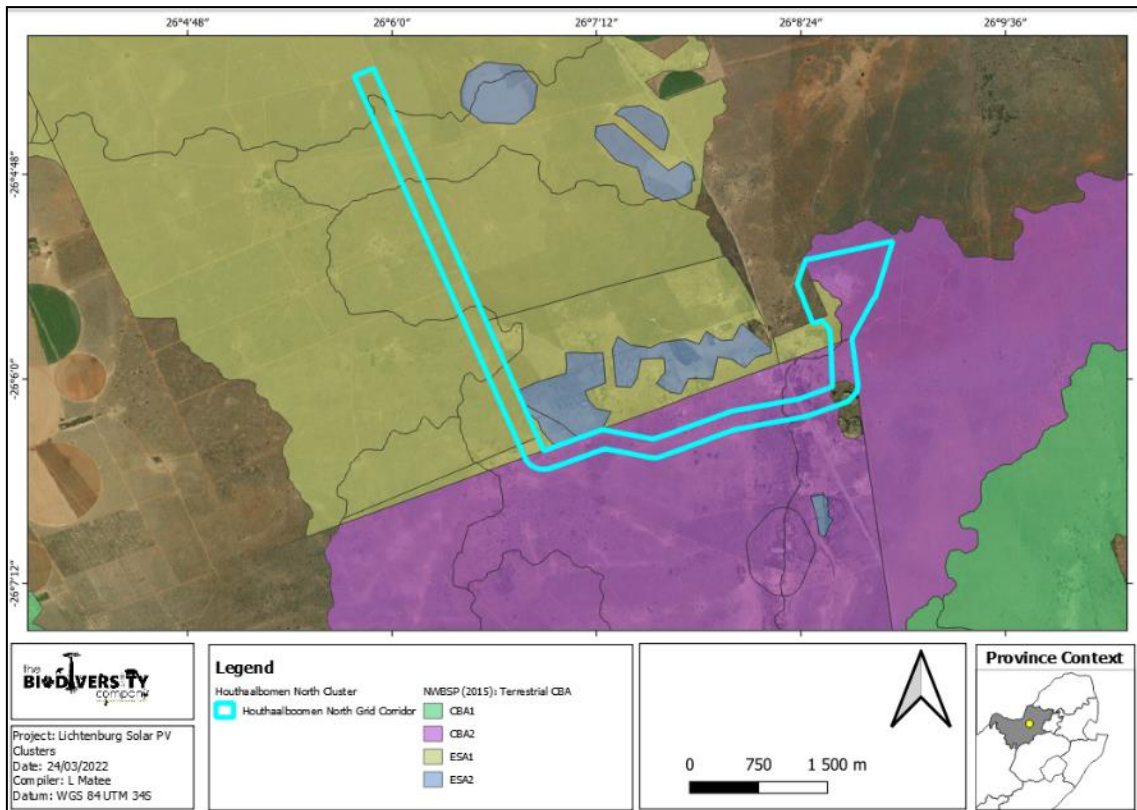 26°4'48" 26°6'0" 26°7'12" 26°8'24" 26°9'36"
-26°4'48"
-26°6'0"
-26°7'12"
the
BIODIVERSITY
company
Project: Lichtenburg Solar PV
Clusters
Date: 24/03/2022
Compiler: L Matee
Datum: WGS 84 UTM 34S
Legend
Houthaalbomen North Cluster
Houthaalboomen North Grid Corridor
NWBSP (2015): Terrestrial CBA
CBA1
CBA2
ESA1
ESA2
0 750 1 500 m
Province Context